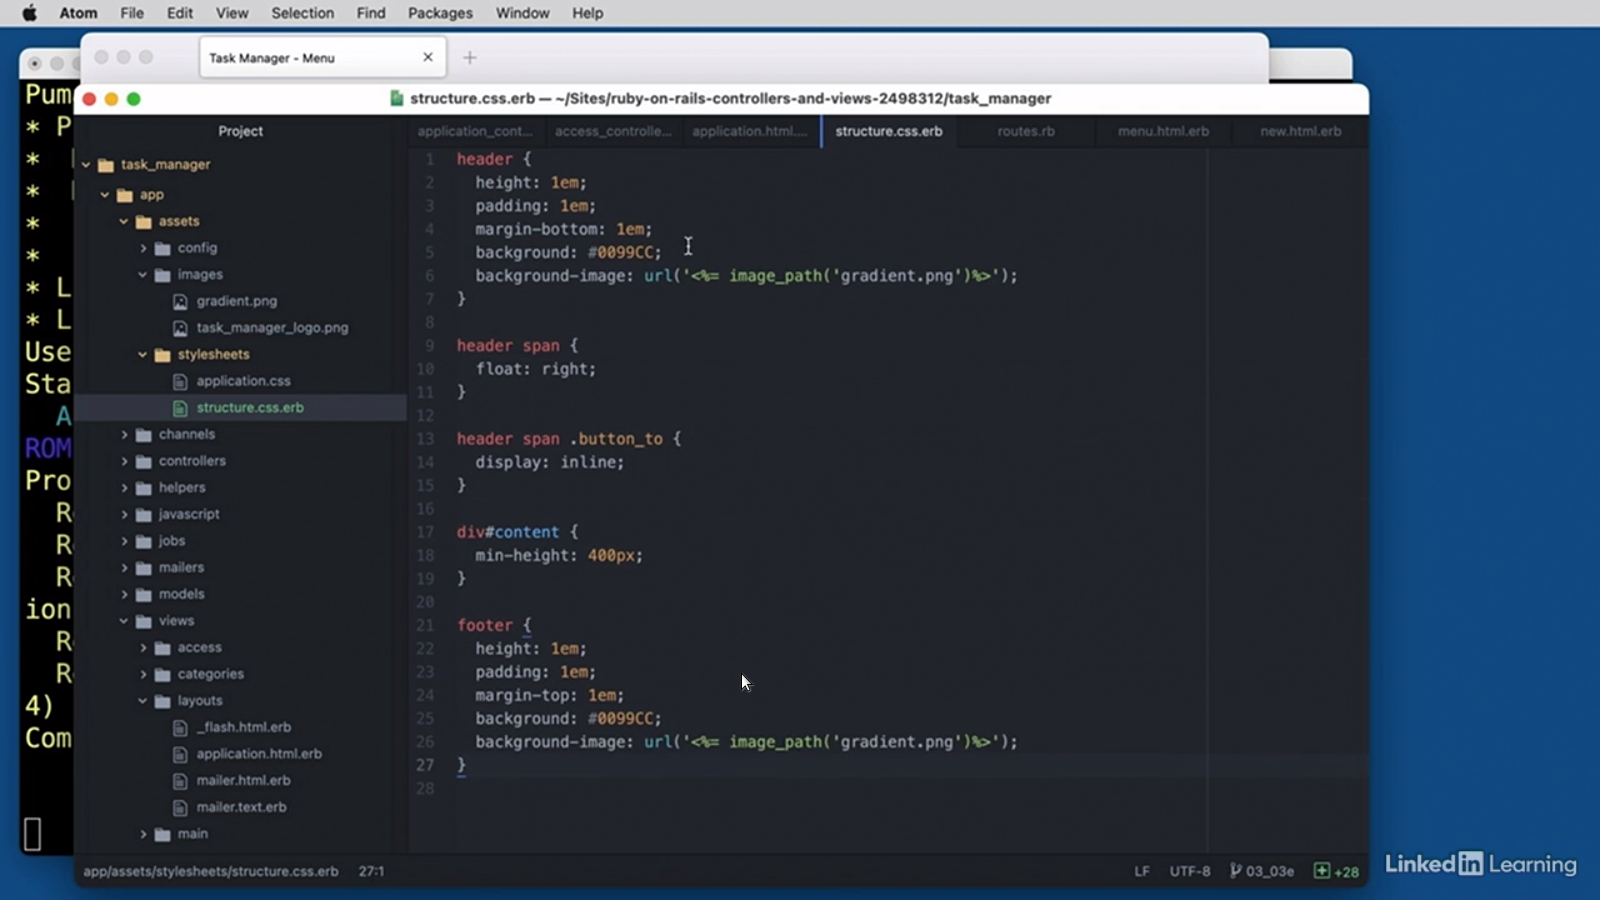 Atom File Edit View Selection Find Packages Window Help
Task Manager - Menu × +
structure.css.erb — ~/Sites/ruby-on-rails-controllers-and-views-2498312/task_manager
Project
application_cont... access_controlle... application.html.... structure.css.erb routes.rb menu.html.erb new.html.erb
task_manager
app
assets
config
images
gradient.png
task_manager_logo.png
stylesheets
application.css
structure.css.erb
channels
controllers
helpers
javascript
jobs
mailers
models
views
access
categories
layouts
_flash.html.erb
application.html.erb
mailer.html.erb
mailer.text.erb
main
1 header {
2 height: 1em;
3 padding: 1em;
4 margin-bottom: 1em;
5 background: #0099CC;
6 background-image: url('<%= image_path('gradient.png')%>');
7 }
8
9 header span {
10 float: right;
11 }
12
13 header span .button_to {
14 display: inline;
15 }
16
17 div#content {
18 min-height: 400px;
19 }
20
21 footer {
22 height: 1em;
23 padding: 1em;
24 margin-top: 1em;
25 background: #0099CC;
26 background-image: url('<%= image_path('gradient.png')%>');
27 }
28
app/assets/stylesheets/structure.css.erb 27:1 LF UTF-8 03_03e +28
Pum
* P
*
*
*
*
* L
* L
Use
Sta
A
ROM
Pro
Re
Re
Re
ion
Re
Re
4)
Com
LinkedIn Learning